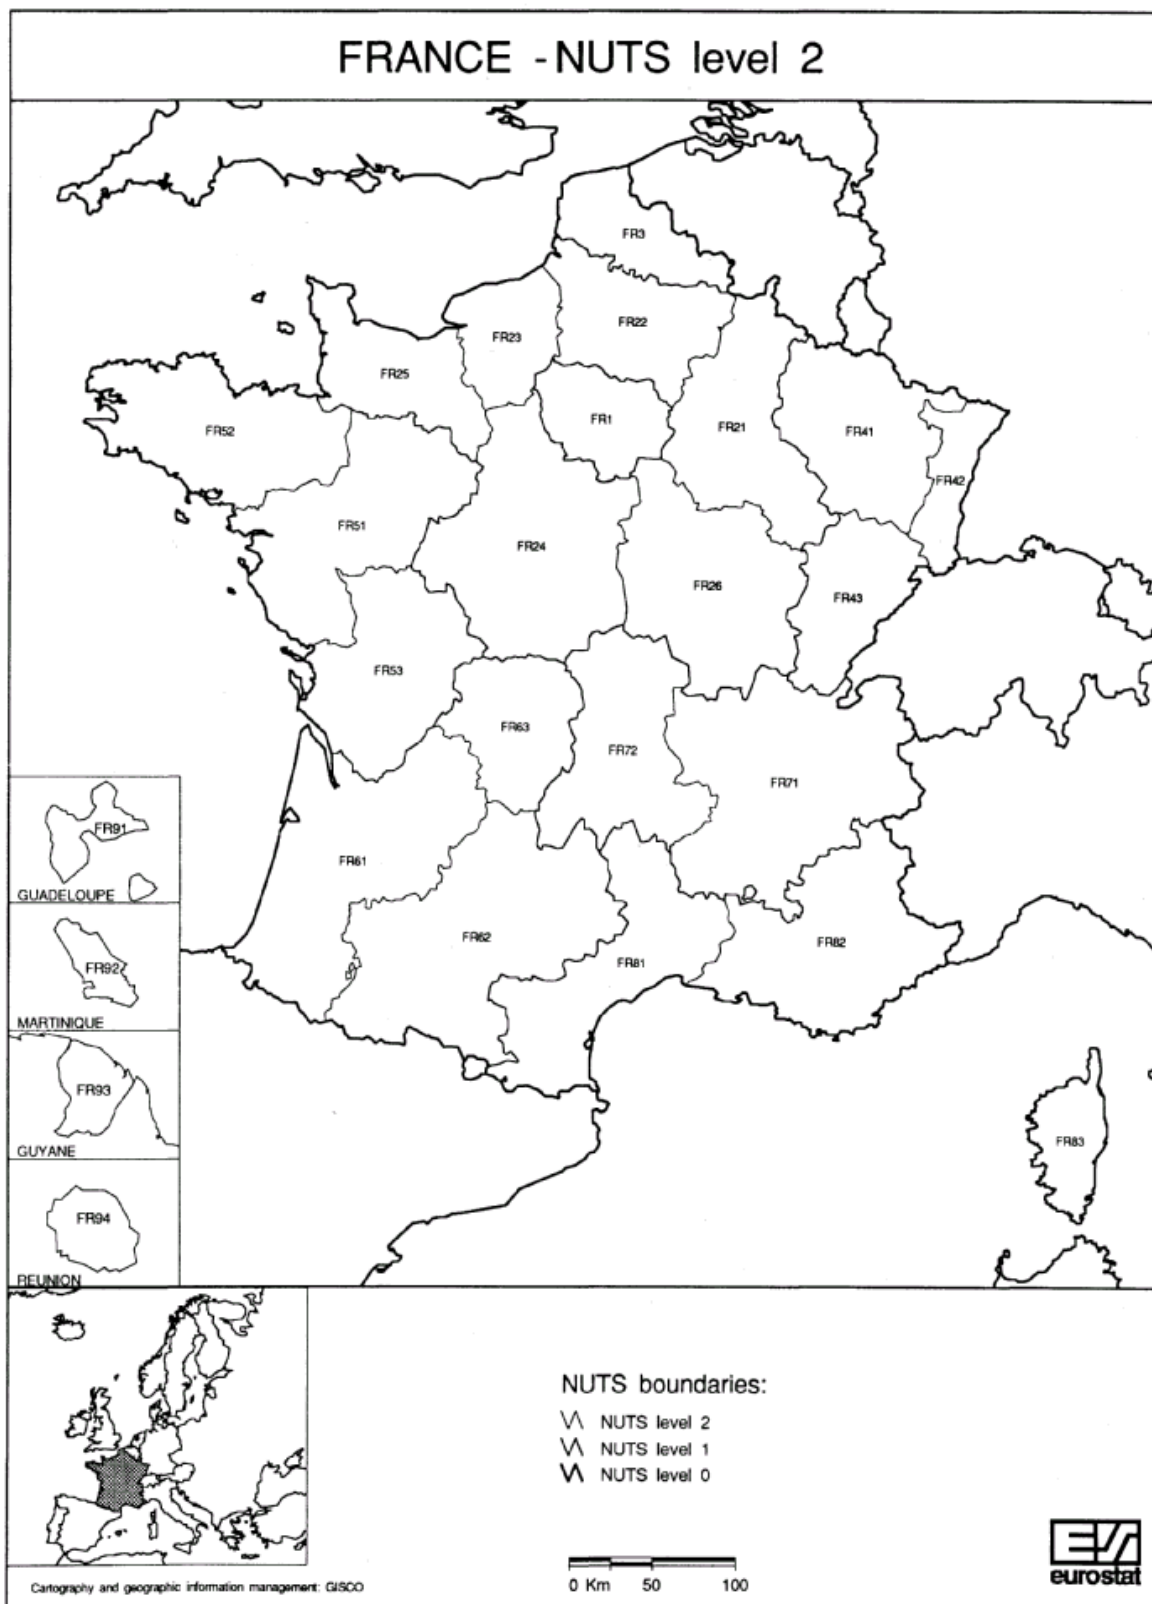 FRANCE - NUTS level 2
FR3
FR22
FR23
FR25
FR1
FR21
FR41
FR52
FR42
FR51
FR24
FR26
FR43
FR53
FR63
FR72
FR71
FR91
GUADELOUPE
FR61
FR62
FR82
FR81
FR92
MARTINIQUE
FR93
GUYANE
FR83
FR94
REUNION
NUTS boundaries:
NUTS level 2
NUTS level 1
NUTS level 0
0 Km 50 100
eurostat
Cartography and geographic information management: GISCO